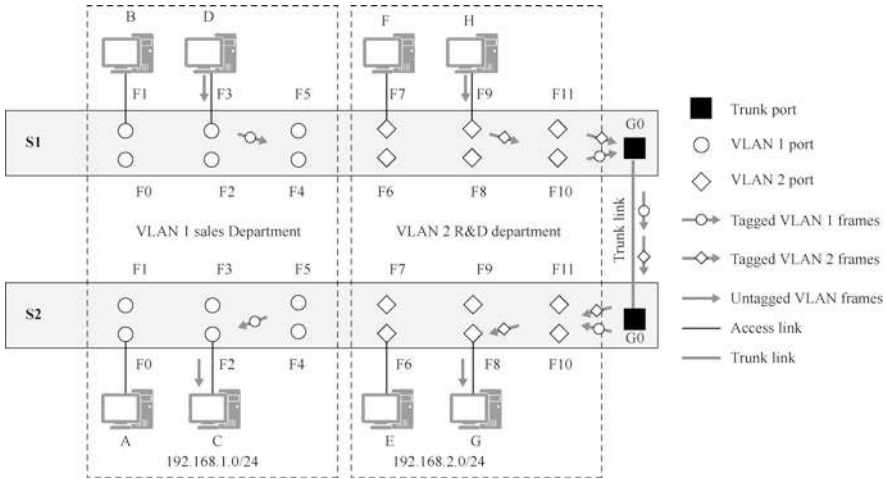 B D F H
F1 F3 F5 F7 F9 F11 G0
S1
F0 F2 F4 F6 F8 F10
VLAN 1 sales Department VLAN 2 R&D department
Trunk link
F1 F3 F5 F7 F9 F11
S2
G0
F0 F2 F4 F6 F8 F10
A C E G
192.168.1.0/24 192.168.2.0/24
Trunk port
VLAN 1 port
VLAN 2 port
Tagged VLAN 1 frames
Tagged VLAN 2 frames
Untagged VLAN frames
Access link
Trunk link